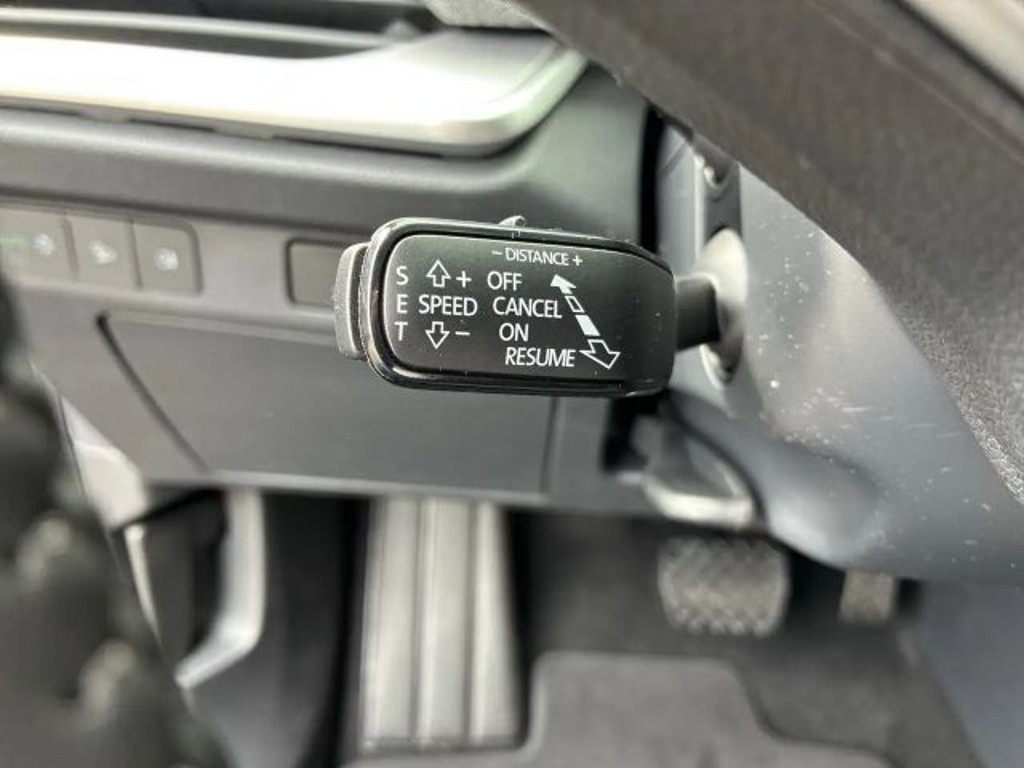 - DISTANCE +
S + OFF
E SPEED CANCEL
T - ON
RESUME